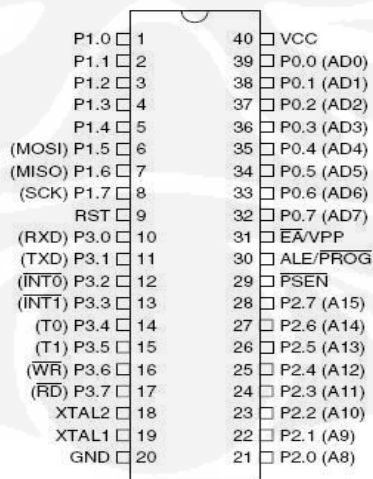 P1.0 1 40 VCC
P1.1 2 39 P0.0 (AD0)
P1.2 3 38 P0.1 (AD1)
P1.3 4 37 P0.2 (AD2)
P1.4 5 36 P0.3 (AD3)
(MOSI) P1.5 6 35 P0.4 (AD4)
(MISO) P1.6 7 34 P0.5 (AD5)
(SCK) P1.7 8 33 P0.6 (AD6)
RST 9 32 P0.7 (AD7)
(RXD) P3.0 10 31 E̅A̅/VPP
(TXD) P3.1 11 30 ALE/P̅R̅O̅G̅
(I̅N̅T̅0̅) P3.2 12 29 P̅S̅E̅N̅
(I̅N̅T̅1̅) P3.3 13 28 P2.7 (A15)
(T0) P3.4 14 27 P2.6 (A14)
(T1) P3.5 15 26 P2.5 (A13)
(W̅R̅) P3.6 16 25 P2.4 (A12)
(R̅D̅) P3.7 17 24 P2.3 (A11)
XTAL2 18 23 P2.2 (A10)
XTAL1 19 22 P2.1 (A9)
GND 20 21 P2.0 (A8)